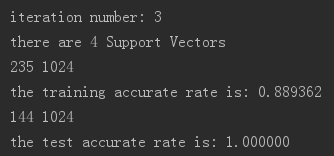 iteration number: 3
there are 4 Support Vectors
235 1024
the training accurate rate is: 0.889362
144 1024
the test accurate rate is: 1.000000